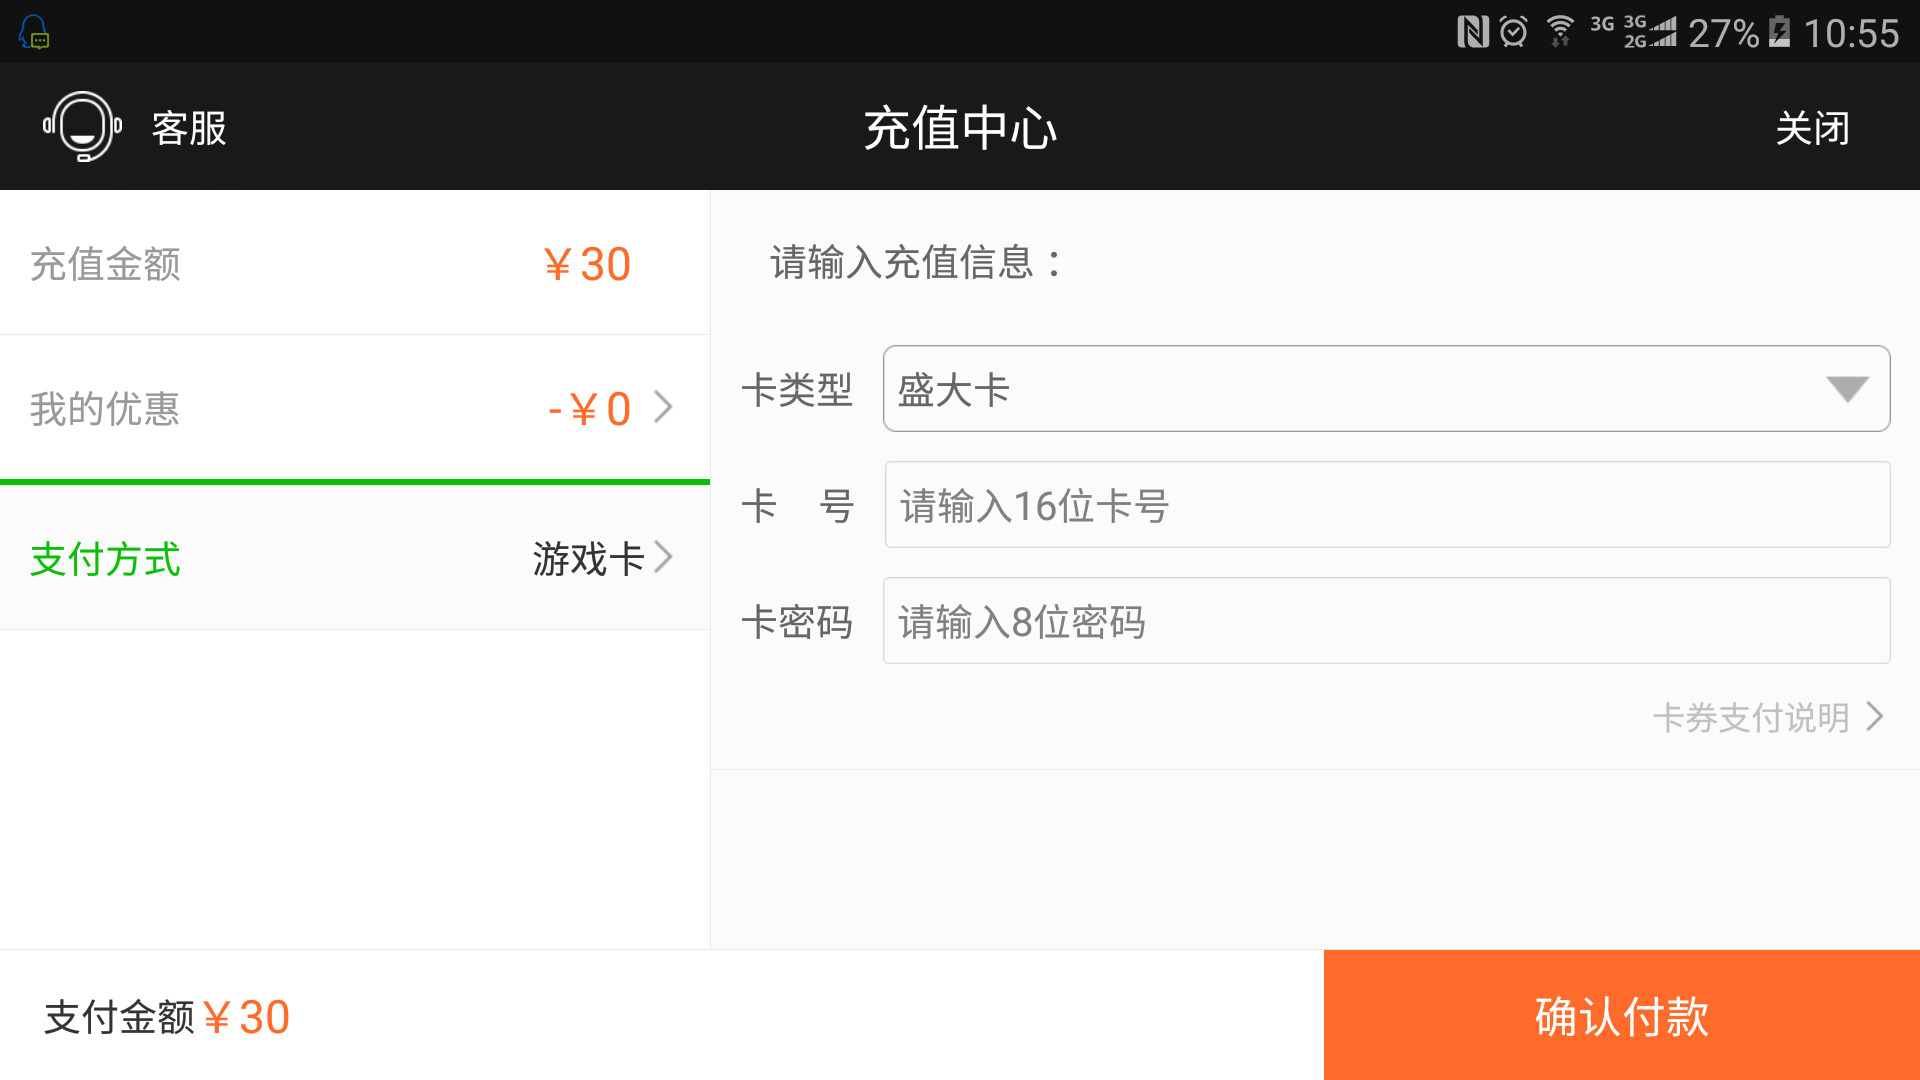 3G 3G 2G 27% 10:55
客服 充值中心 关闭
充值金额 ￥30
我的优惠 -￥0
支付方式 游戏卡
请输入充值信息：
卡类型 盛大卡
卡 号 请输入16位卡号
卡密码 请输入8位密码
卡券支付说明
支付金额￥30
确认付款